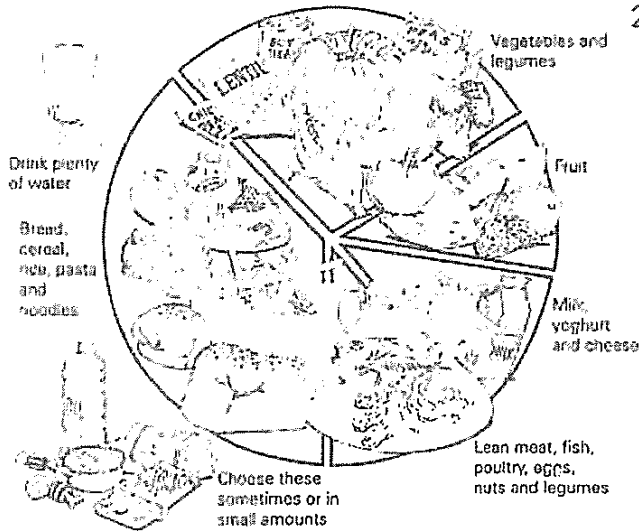 2
Vegetables and
legumes
LENTIL
Drink plenty
of water
Fruit
Bread,
cereal,
rice, pasta
and
noodles
Milk,
yoghurt
and cheese
Lean meat, fish,
poultry, eggs,
nuts and legumes
Choose these
sometimes or in
small amounts